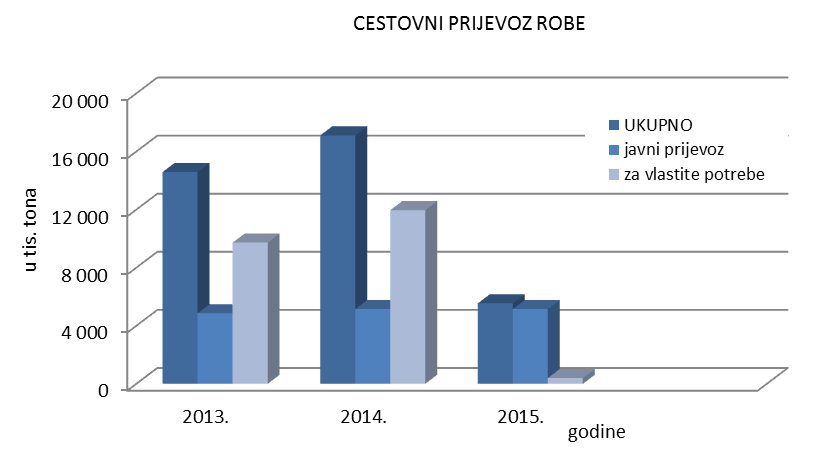 CESTOVNI PRIJEVOZ ROBE
20 000
16 000
12 000
8 000
4 000
0
u tis. tona
UKUPNO
javni prijevoz
za vlastite potrebe
2013.
2014.
2015.
godine